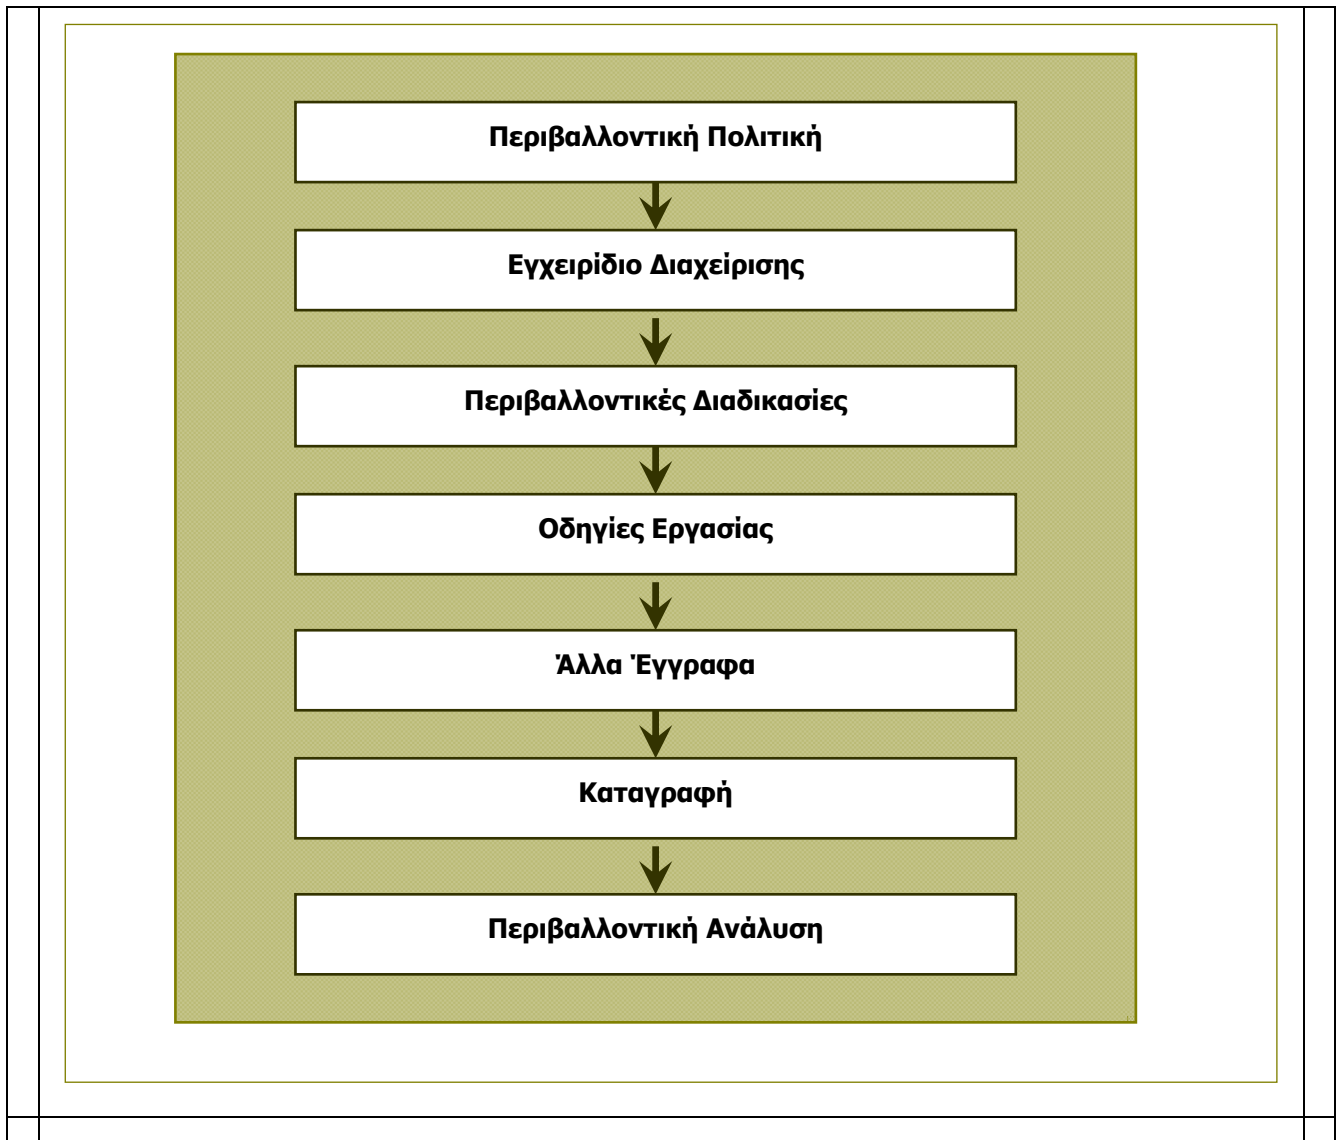 Περιβαλλοντική Πολιτική
Εγχειρίδιο Διαχείρισης
Περιβαλλοντικές Διαδικασίες
Οδηγίες Εργασίας
Άλλα Έγγραφα
Καταγραφή
Περιβαλλοντική Ανάλυση